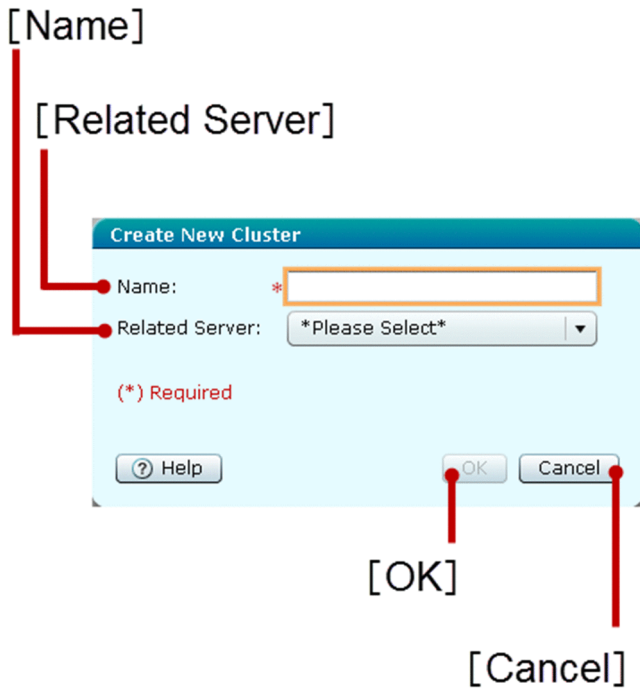 [Name]
[Related Server]
Create New Cluster
Name: *
Related Server: *Please Select*
(*) Required
? Help OK Cancel
[OK]
[Cancel]